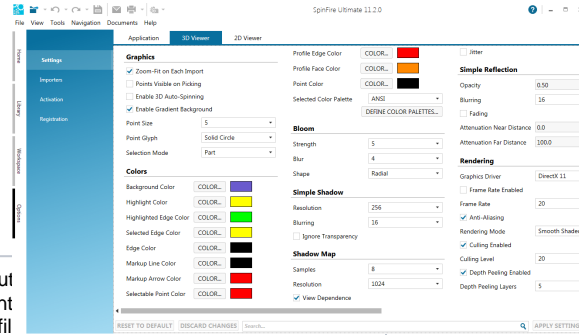 SpinFire Ultimate 11.2.0
File View Tools Navigation Documents Help
Home
Library
Workspace
Options
Settings
Importers
Activation
Registration
Application 3D Viewer 2D Viewer
Graphics
Zoom-Fit on Each Import
Points Visible on Picking
Enable 3D Auto-Spinning
Enable Gradient Background
Point Size 5
Point Glyph Solid Circle
Selection Mode Part
Colors
Background Color COLOR...
Highlight Color COLOR...
Highlighted Edge Color COLOR...
Selected Edge Color COLOR...
Edge Color COLOR...
Markup Line Color COLOR...
Markup Arrow Color COLOR...
Selectable Point Color COLOR...
Profile Edge Color COLOR...
Profile Face Color COLOR...
Point Color COLOR...
Selected Color Palette ANSI
DEFINE COLOR PALETTES...
Bloom
Strength 5
Blur 4
Shape Radial
Simple Shadow
Resolution 256
Blurring 16
Ignore Transparency
Shadow Map
Samples 8
Resolution 1024
View Dependence
Jitter
Simple Reflection
Opacity 0.50
Blurring 16
Fading
Attenuation Near Distance 0.0
Attenuation Far Distance 100.0
Rendering
Graphics Driver DirectX 11
Frame Rate Enabled
Frame Rate 20
Anti-Aliasing
Rendering Mode Smooth Shaded
Culling Enabled
Culling Level 20
Depth Peeling Enabled
Depth Peeling Layers 5
RESET TO DEFAULT DISCARD CHANGES Search... APPLY SETTING
ut
nt
fil